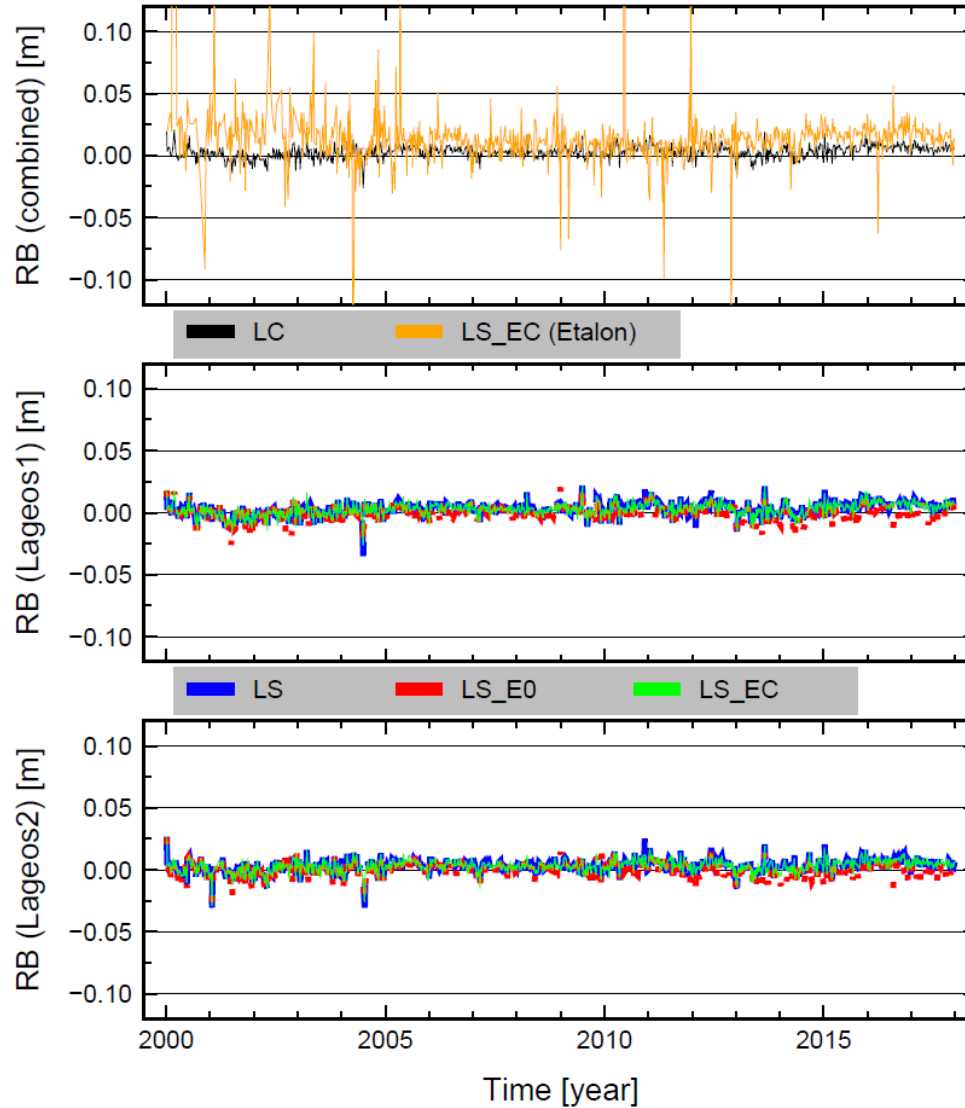 RB (combined) [m]
0.10
0.05
0.00
−0.05
−0.10
LC LS_EC (Etalon)
RB (Lageos1) [m]
0.10
0.05
0.00
−0.05
−0.10
LS LS_E0 LS_EC
RB (Lageos2) [m]
0.10
0.05
0.00
−0.05
−0.10
2000 2005 2010 2015
Time [year]